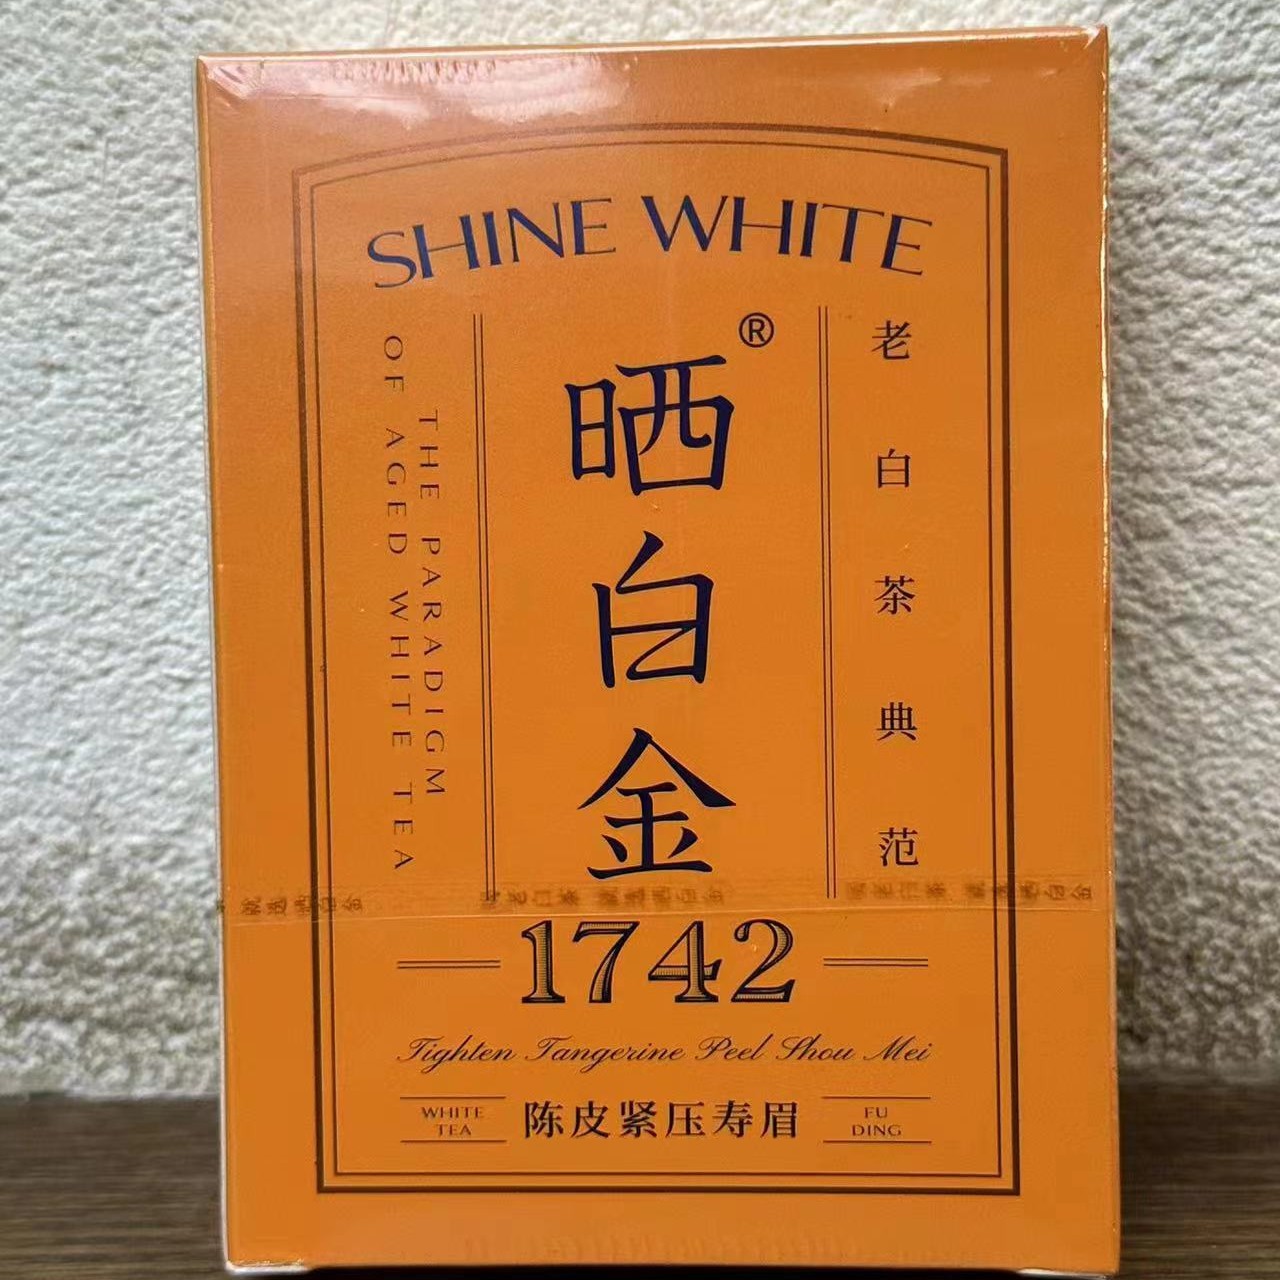 SHINE WHITE
®
晒白金
老白茶典范
THE PARADIGM
OF AGED WHITE TEA
1742
Tighten Tangerine Peel Shou Mei
WHITE
TEA
陈皮紧压寿眉
FU
DING